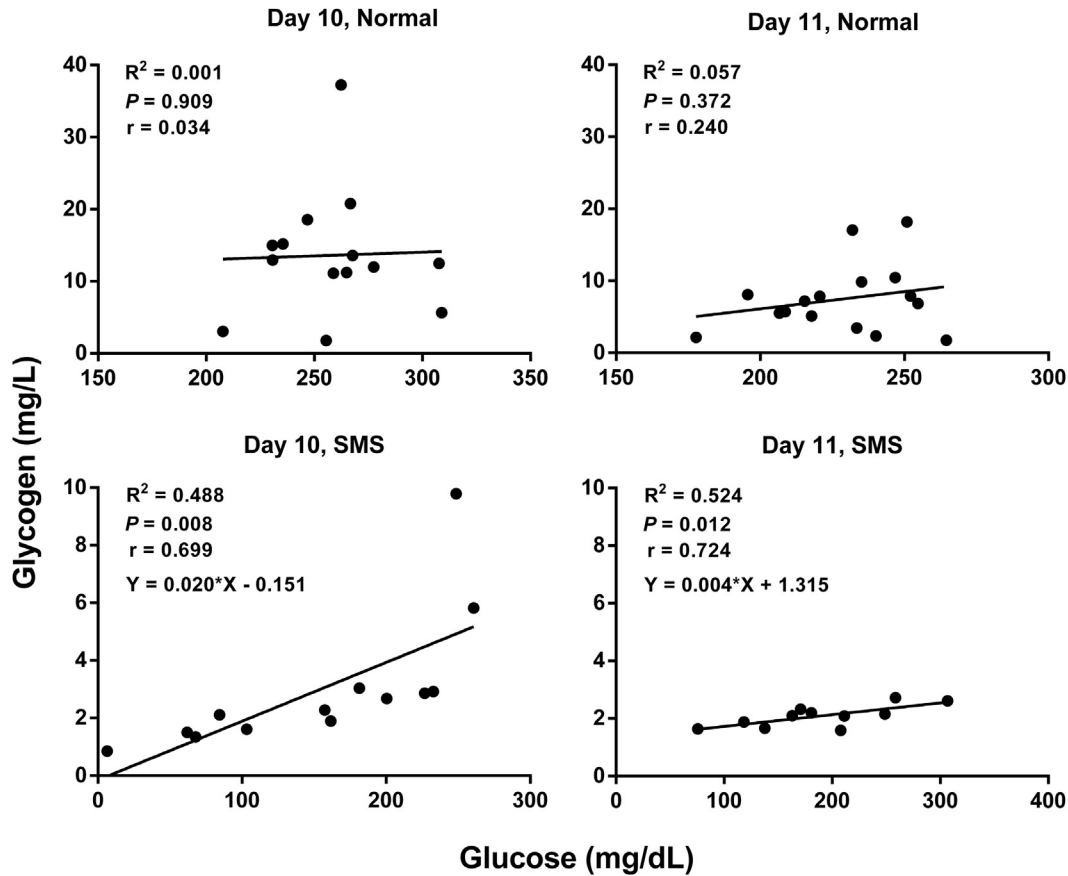 Day 10, Normal
R² = 0.001
P = 0.909
r = 0.034
40
30
20
10
0
150 200 250 300 350
Day 11, Normal
R² = 0.057
P = 0.372
r = 0.240
40
30
20
10
0
150 200 250 300
Glycogen (mg/L)
Day 10, SMS
R² = 0.488
P = 0.008
r = 0.699
Y = 0.020*X - 0.151
10
8
6
4
2
0
0 100 200 300
Day 11, SMS
R² = 0.524
P = 0.012
r = 0.724
Y = 0.004*X + 1.315
10
8
6
4
2
0
0 100 200 300 400
Glucose (mg/dL)